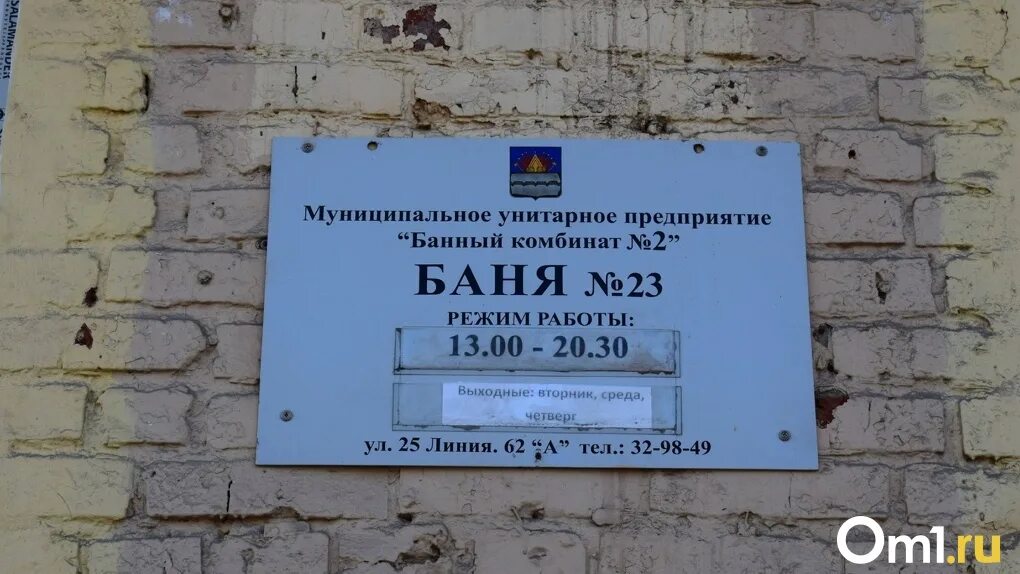 SALAMANDER
Муниципальное унитарное предприятие
“Банный комбинат №2”
БАНЯ №23
РЕЖИМ РАБОТЫ:
13.00 - 20.30
Выходные: вторник, среда,
четверг
ул. 25 Линия. 62 “А” тел.: 32-98-49
Om1.ru